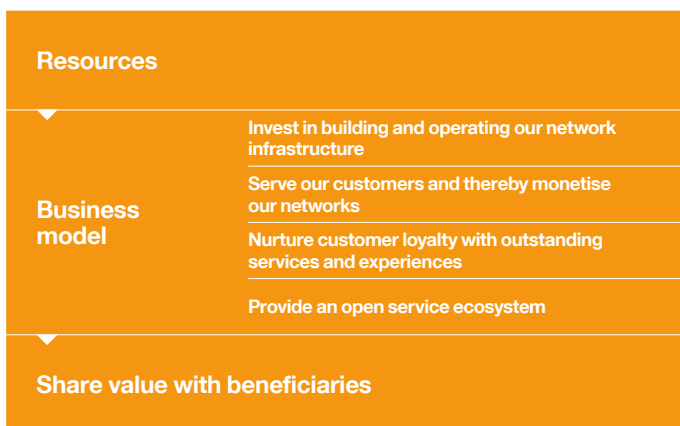 Resources
Business
model
Invest in building and operating our network
infrastructure
Serve our customers and thereby monetise
our networks
Nurture customer loyalty with outstanding
services and experiences
Provide an open service ecosystem
Share value with beneficiaries